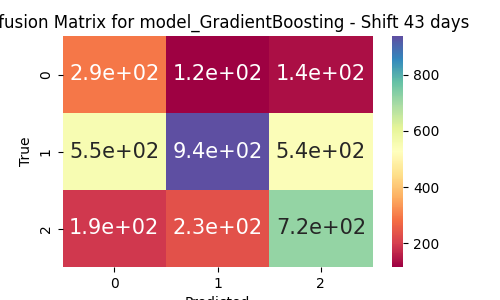 fusion Matrix for model_GradientBoosting - Shift 43 days
0 2.9e+02 1.2e+02 1.4e+02
1 5.5e+02 9.4e+02 5.4e+02
2 1.9e+02 2.3e+02 7.2e+02
True
0 1 2
Predicted
800
600
400
200